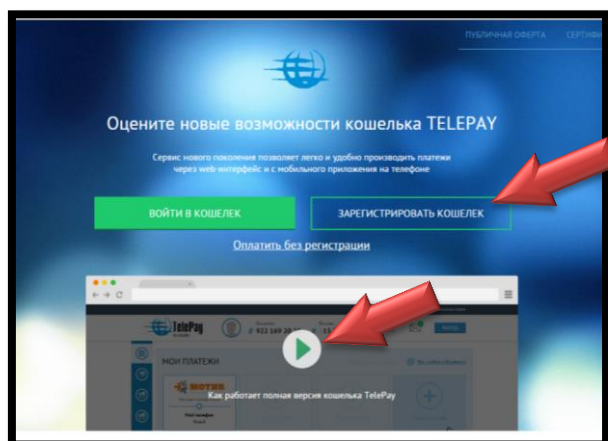 ПУБЛИЧНАЯ ОФЕРТА СЕРТИФИ
Оцените новые возможности кошелька TELEPAY
Сервис нового поколения позволяет легко и удобно производить платежи
через web-интерфейс и с мобильного приложения на телефоне
ВОЙТИ В КОШЕЛЕК
ЗАРЕГИСТРИРОВАТЬ КОШЕЛЕК
Оплатить без регистрации
TelePay
МОИ ПЛАТЕЖИ
МОТИВ
Как работает полная версия кошелька TelePay